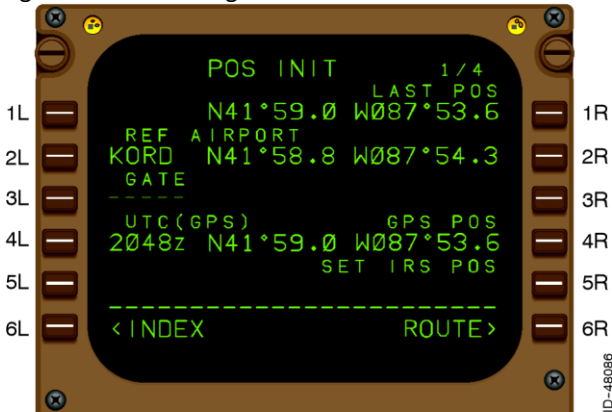 POS INIT 1/4
LAST POS
1L N41°59.0 W087°53.6 1R
REF AIRPORT
2L KORD N41°58.8 W087°54.3 2R
GATE
3L ----- 3R
UTC(GPS) GPS POS
4L 2048z N41°59.0 W087°53.6 4R
SET IRS POS
5L 5R
6L <INDEX ROUTE> 6R
ID-48086